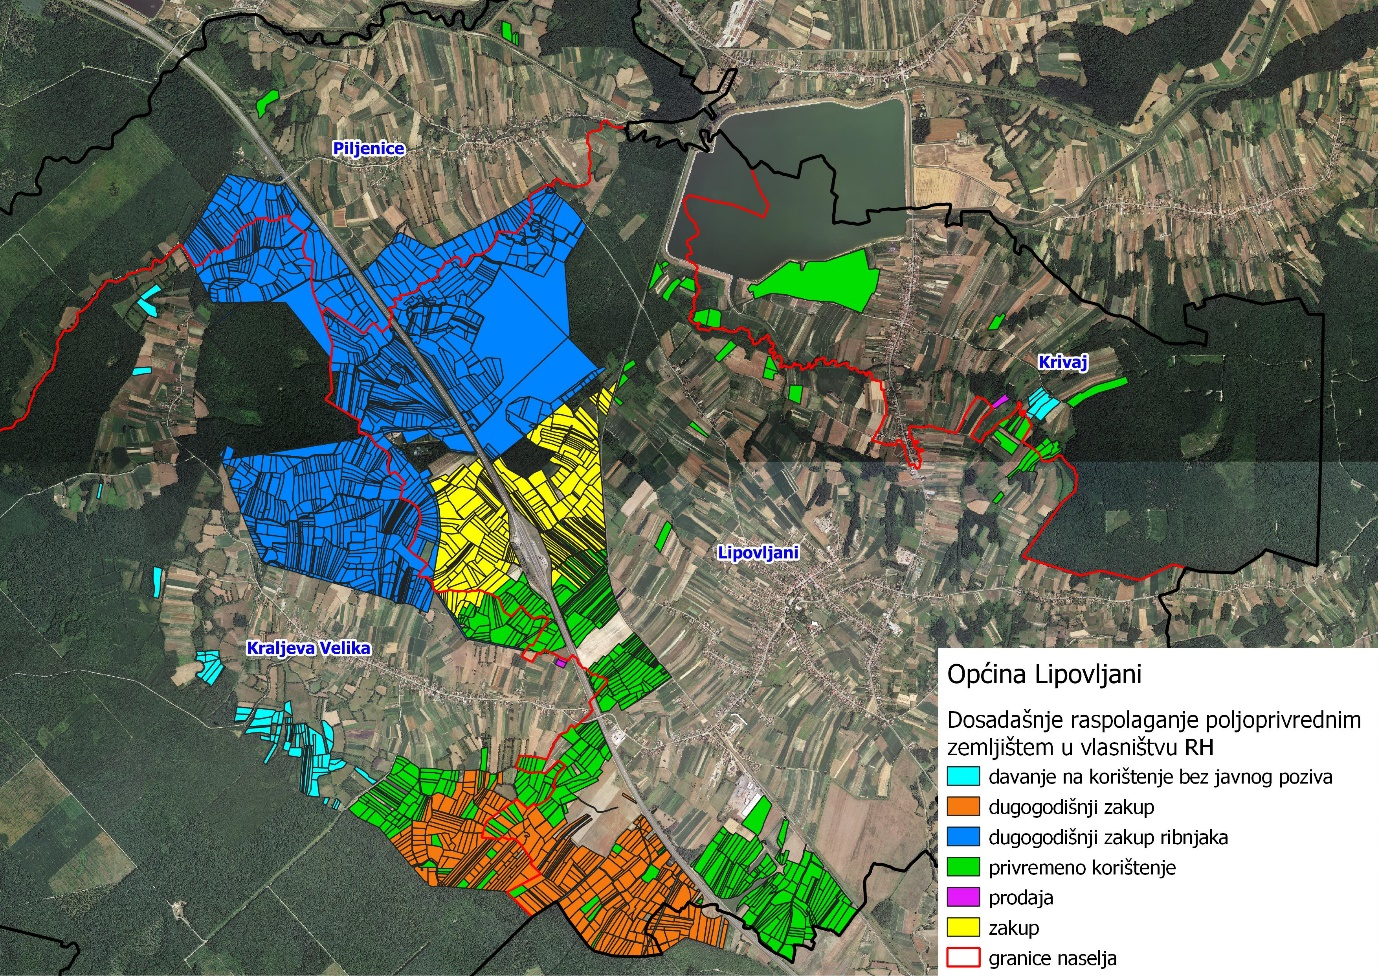 Piljenice
Krivaj
Lipovljani
Kraljeva Velika
Općina Lipovljani
Dosadašnje raspolaganje poljoprivrednim
zemljištem u vlasništvu RH
davanje na korištenje bez javnog poziva
dugogodišnji zakup
dugogodišnji zakup ribnjaka
privremeno korištenje
prodaja
zakup
granice naselja